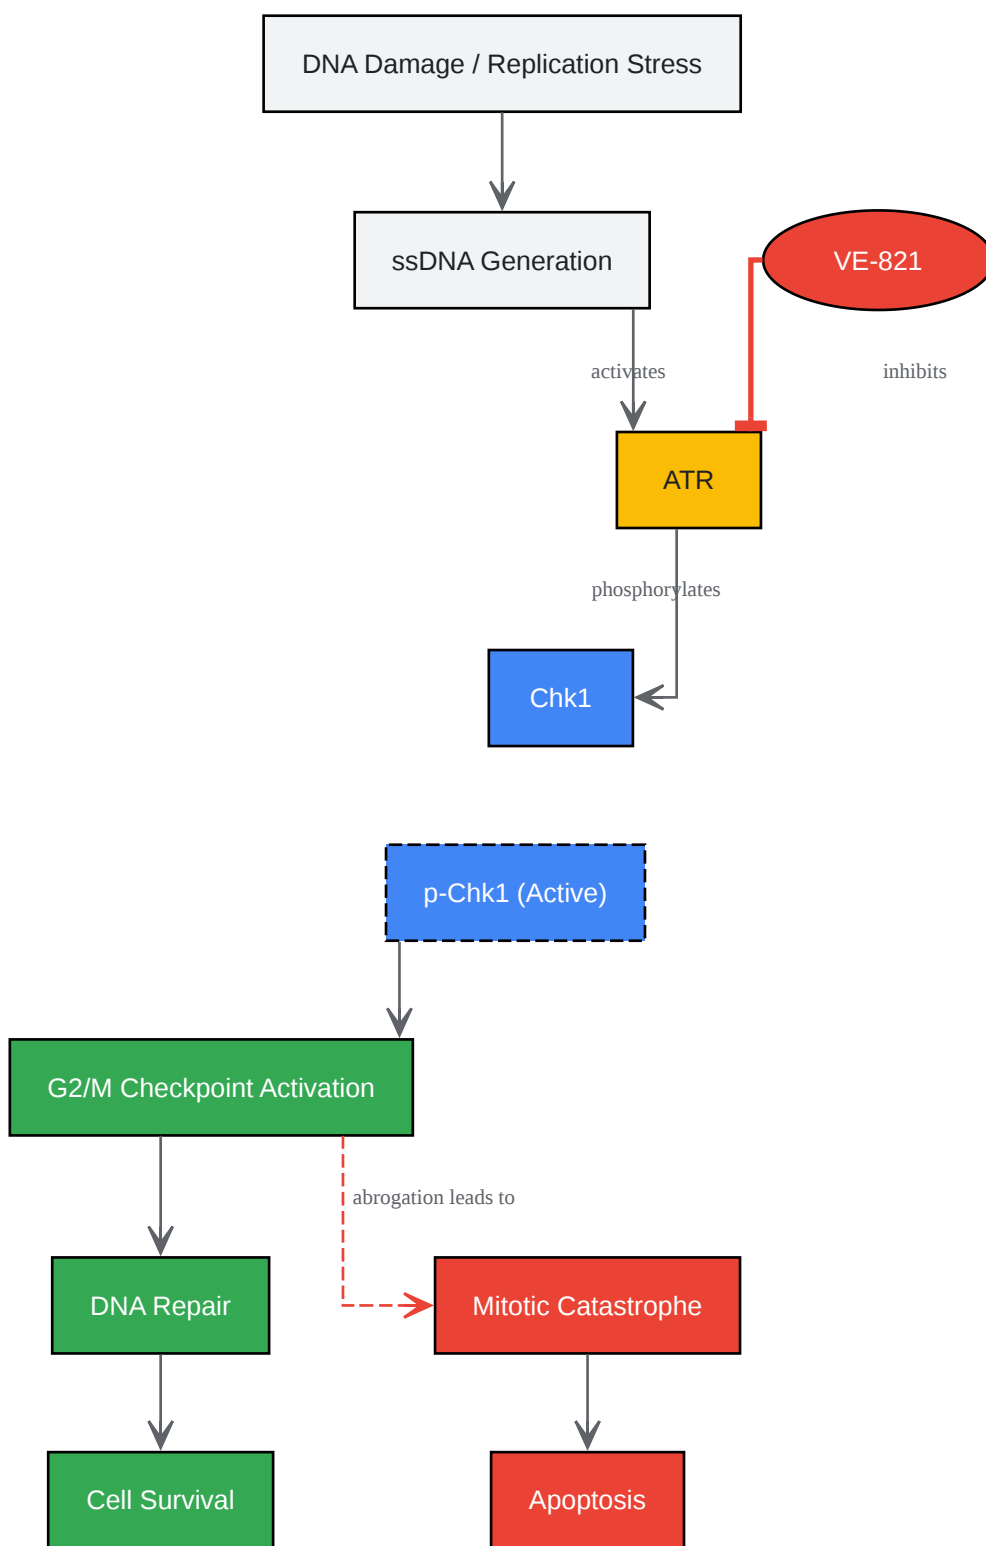 DNA Damage / Replication Stress
ssDNA Generation
VE-821
activates
inhibits
ATR
phosphorylates
Chk1
p-Chk1 (Active)
G2/M Checkpoint Activation
abrogation leads to
DNA Repair
Mitotic Catastrophe
Cell Survival
Apoptosis